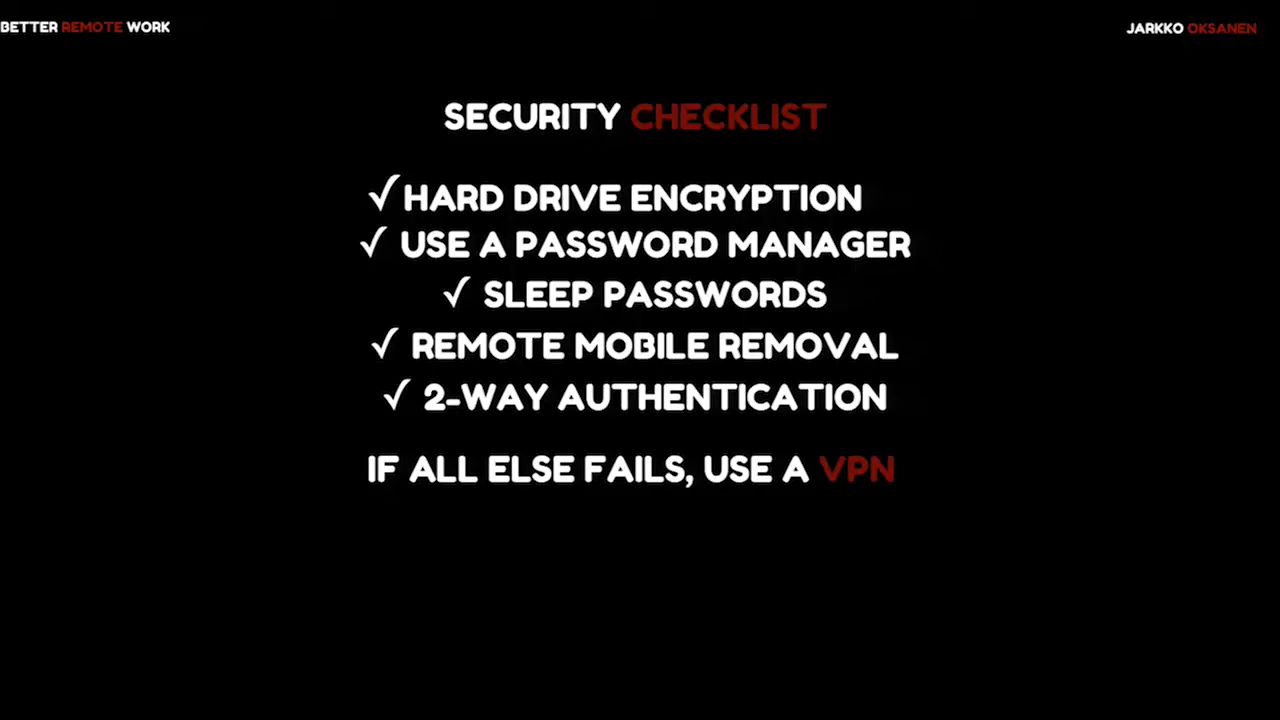 BETTER REMOTE WORK
JARKKO OKSANEN
SECURITY CHECKLIST
✓ HARD DRIVE ENCRYPTION
✓ USE A PASSWORD MANAGER
✓ SLEEP PASSWORDS
✓ REMOTE MOBILE REMOVAL
✓ 2-WAY AUTHENTICATION
IF ALL ELSE FAILS, USE A VPN